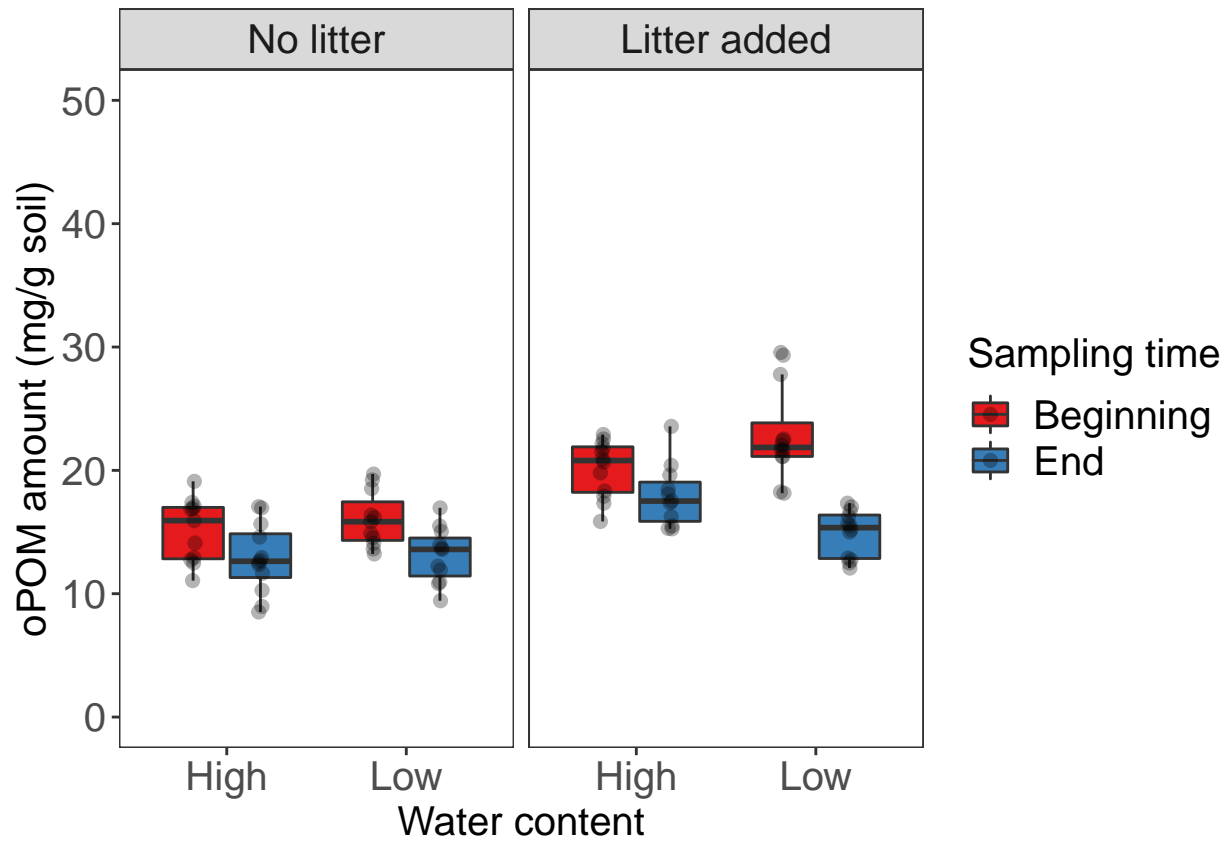 No litter
Litter added
oPOM amount (mg/g soil)
50
40
30
20
10
0
High
Low
High
Low
Water content
Sampling time
Beginning
End